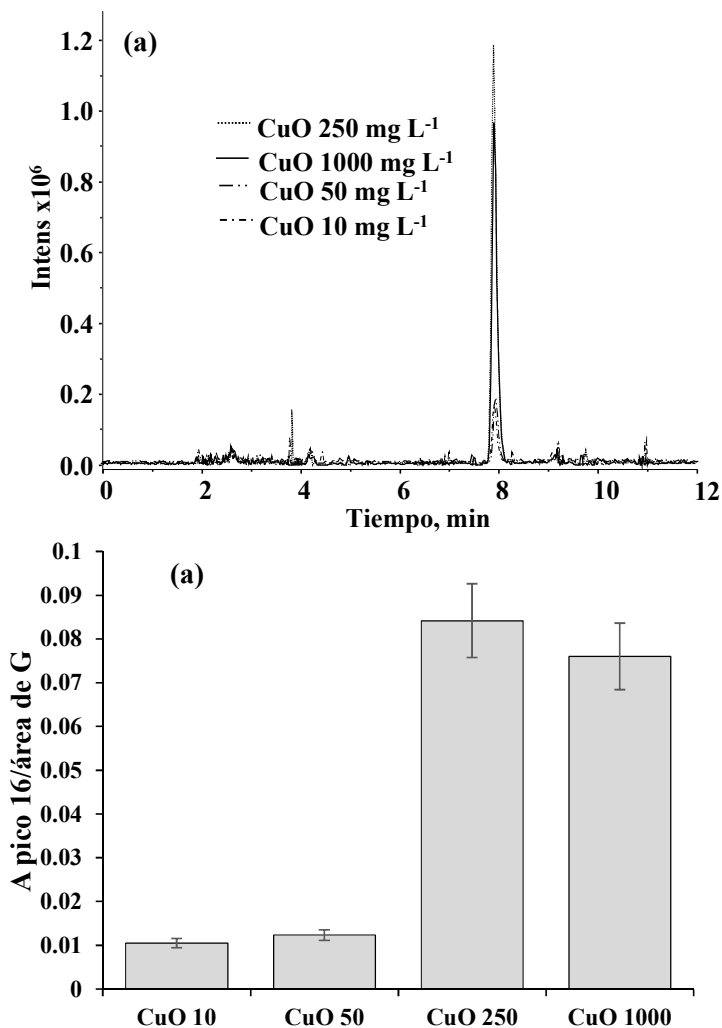 (a)
1.2
1.0
0.8
0.6
0.4
0.2
0.0
Intens x10⁶
CuO 250 mg L⁻¹
CuO 1000 mg L⁻¹
CuO 50 mg L⁻¹
CuO 10 mg L⁻¹
0 2 4 6 8 10 12
Tiempo, min
(a)
0.1
0.09
0.08
0.07
0.06
0.05
0.04
0.03
0.02
0.01
0
A pico 16/área de G
CuO 10 CuO 50 CuO 250 CuO 1000